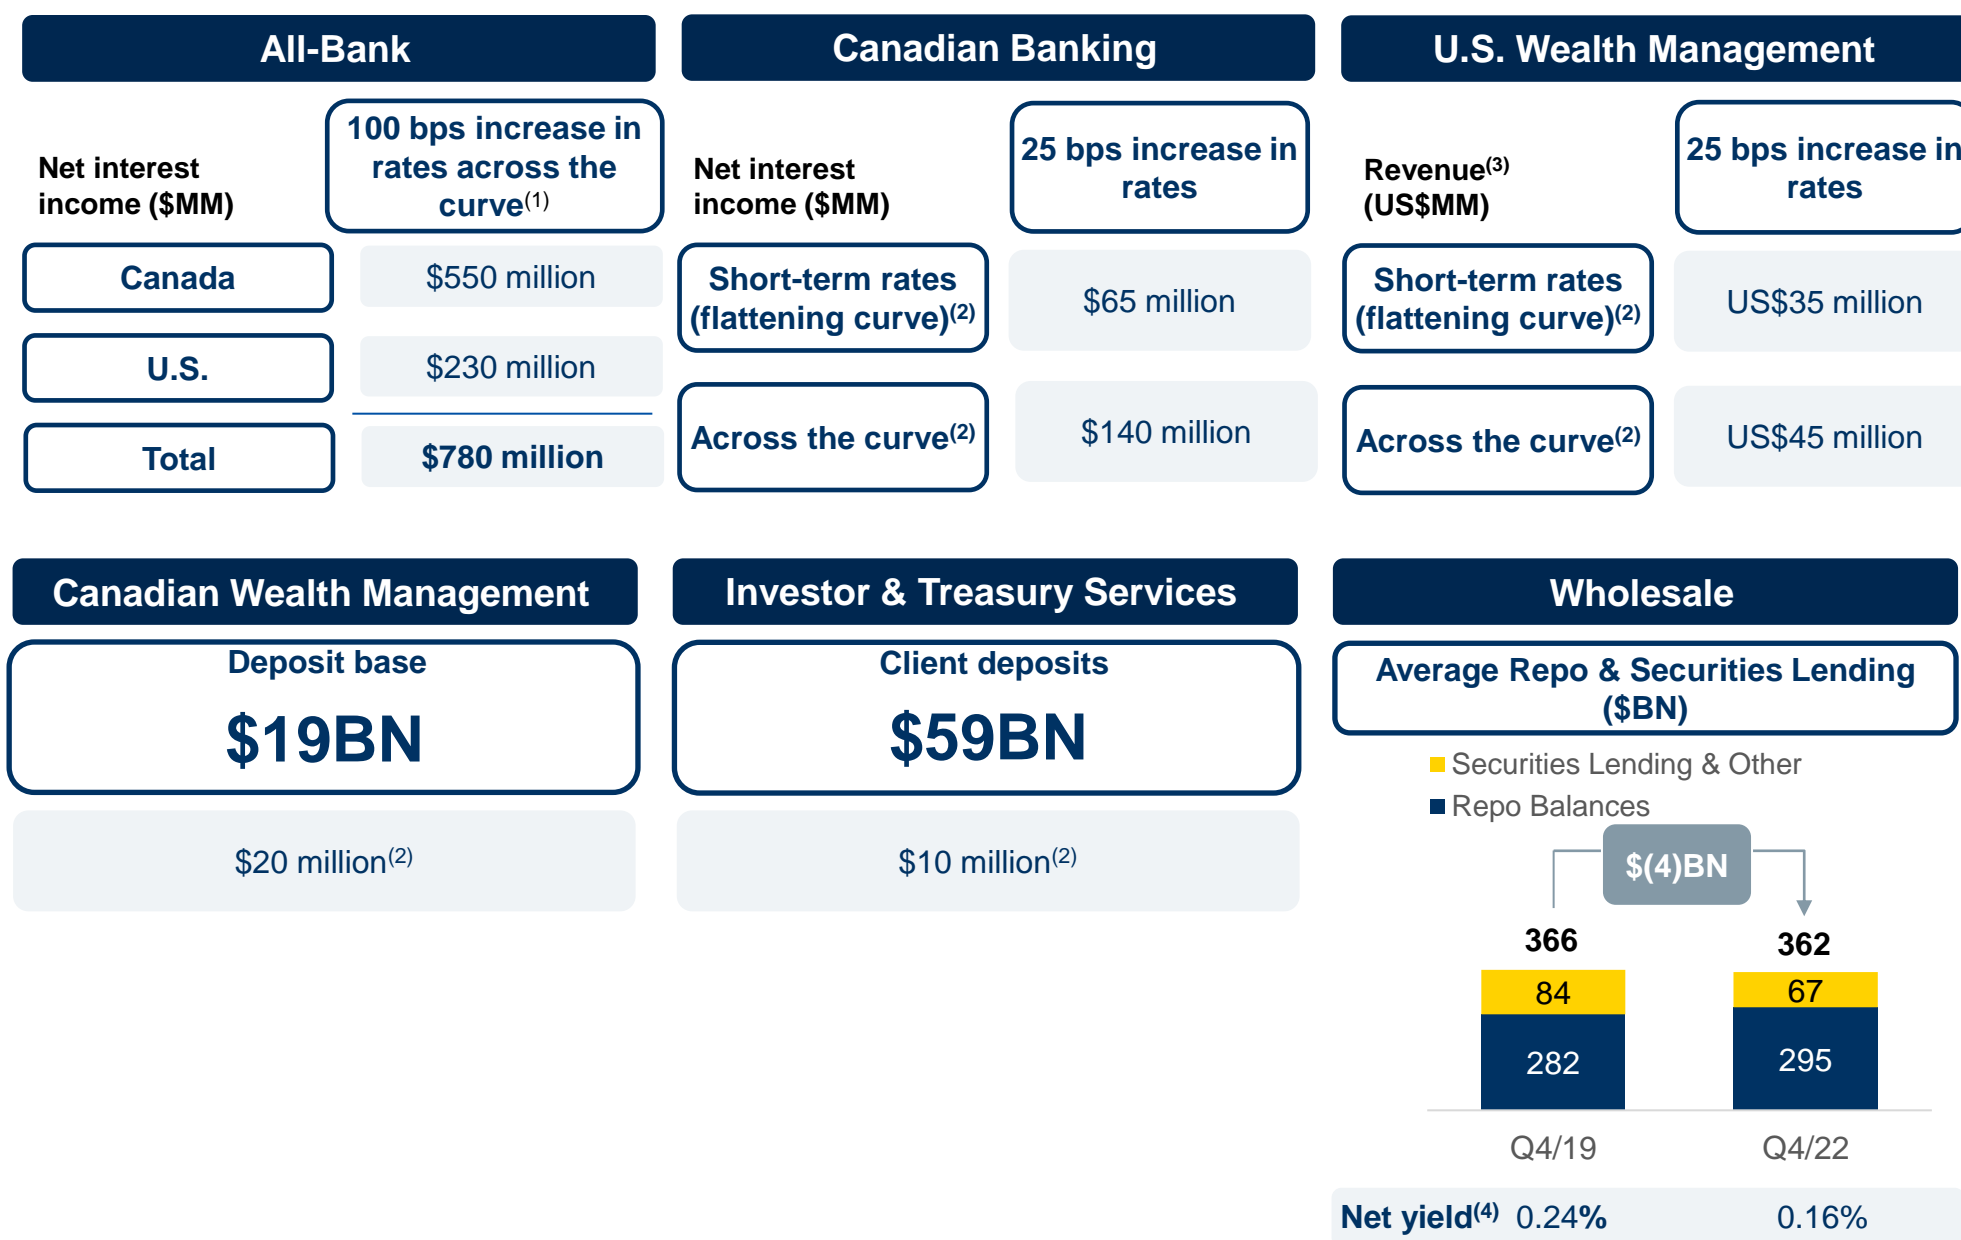 All-Bank
Net interest
income ($MM)
100 bps increase in
rates across the
curve(1)
Canada
$550 million
U.S.
$230 million
Total
$780 million
Canadian Banking
Net interest
income ($MM)
25 bps increase in
rates
Short-term rates
(flattening curve)(2)
$65 million
Across the curve(2)
$140 million
U.S. Wealth Management
Revenue(3)
(US$MM)
25 bps increase in
rates
Short-term rates
(flattening curve)(2)
US$35 million
Across the curve(2)
US$45 million
Canadian Wealth Management
Deposit base
$19BN
$20 million(2)
Investor & Treasury Services
Client deposits
$59BN
$10 million(2)
Wholesale
Average Repo & Securities Lending
($BN)
Securities Lending & Other
Repo Balances
$(4)BN
366
362
84
67
282
295
Q4/19
Q4/22
Net yield(4) 0.24% 0.16%